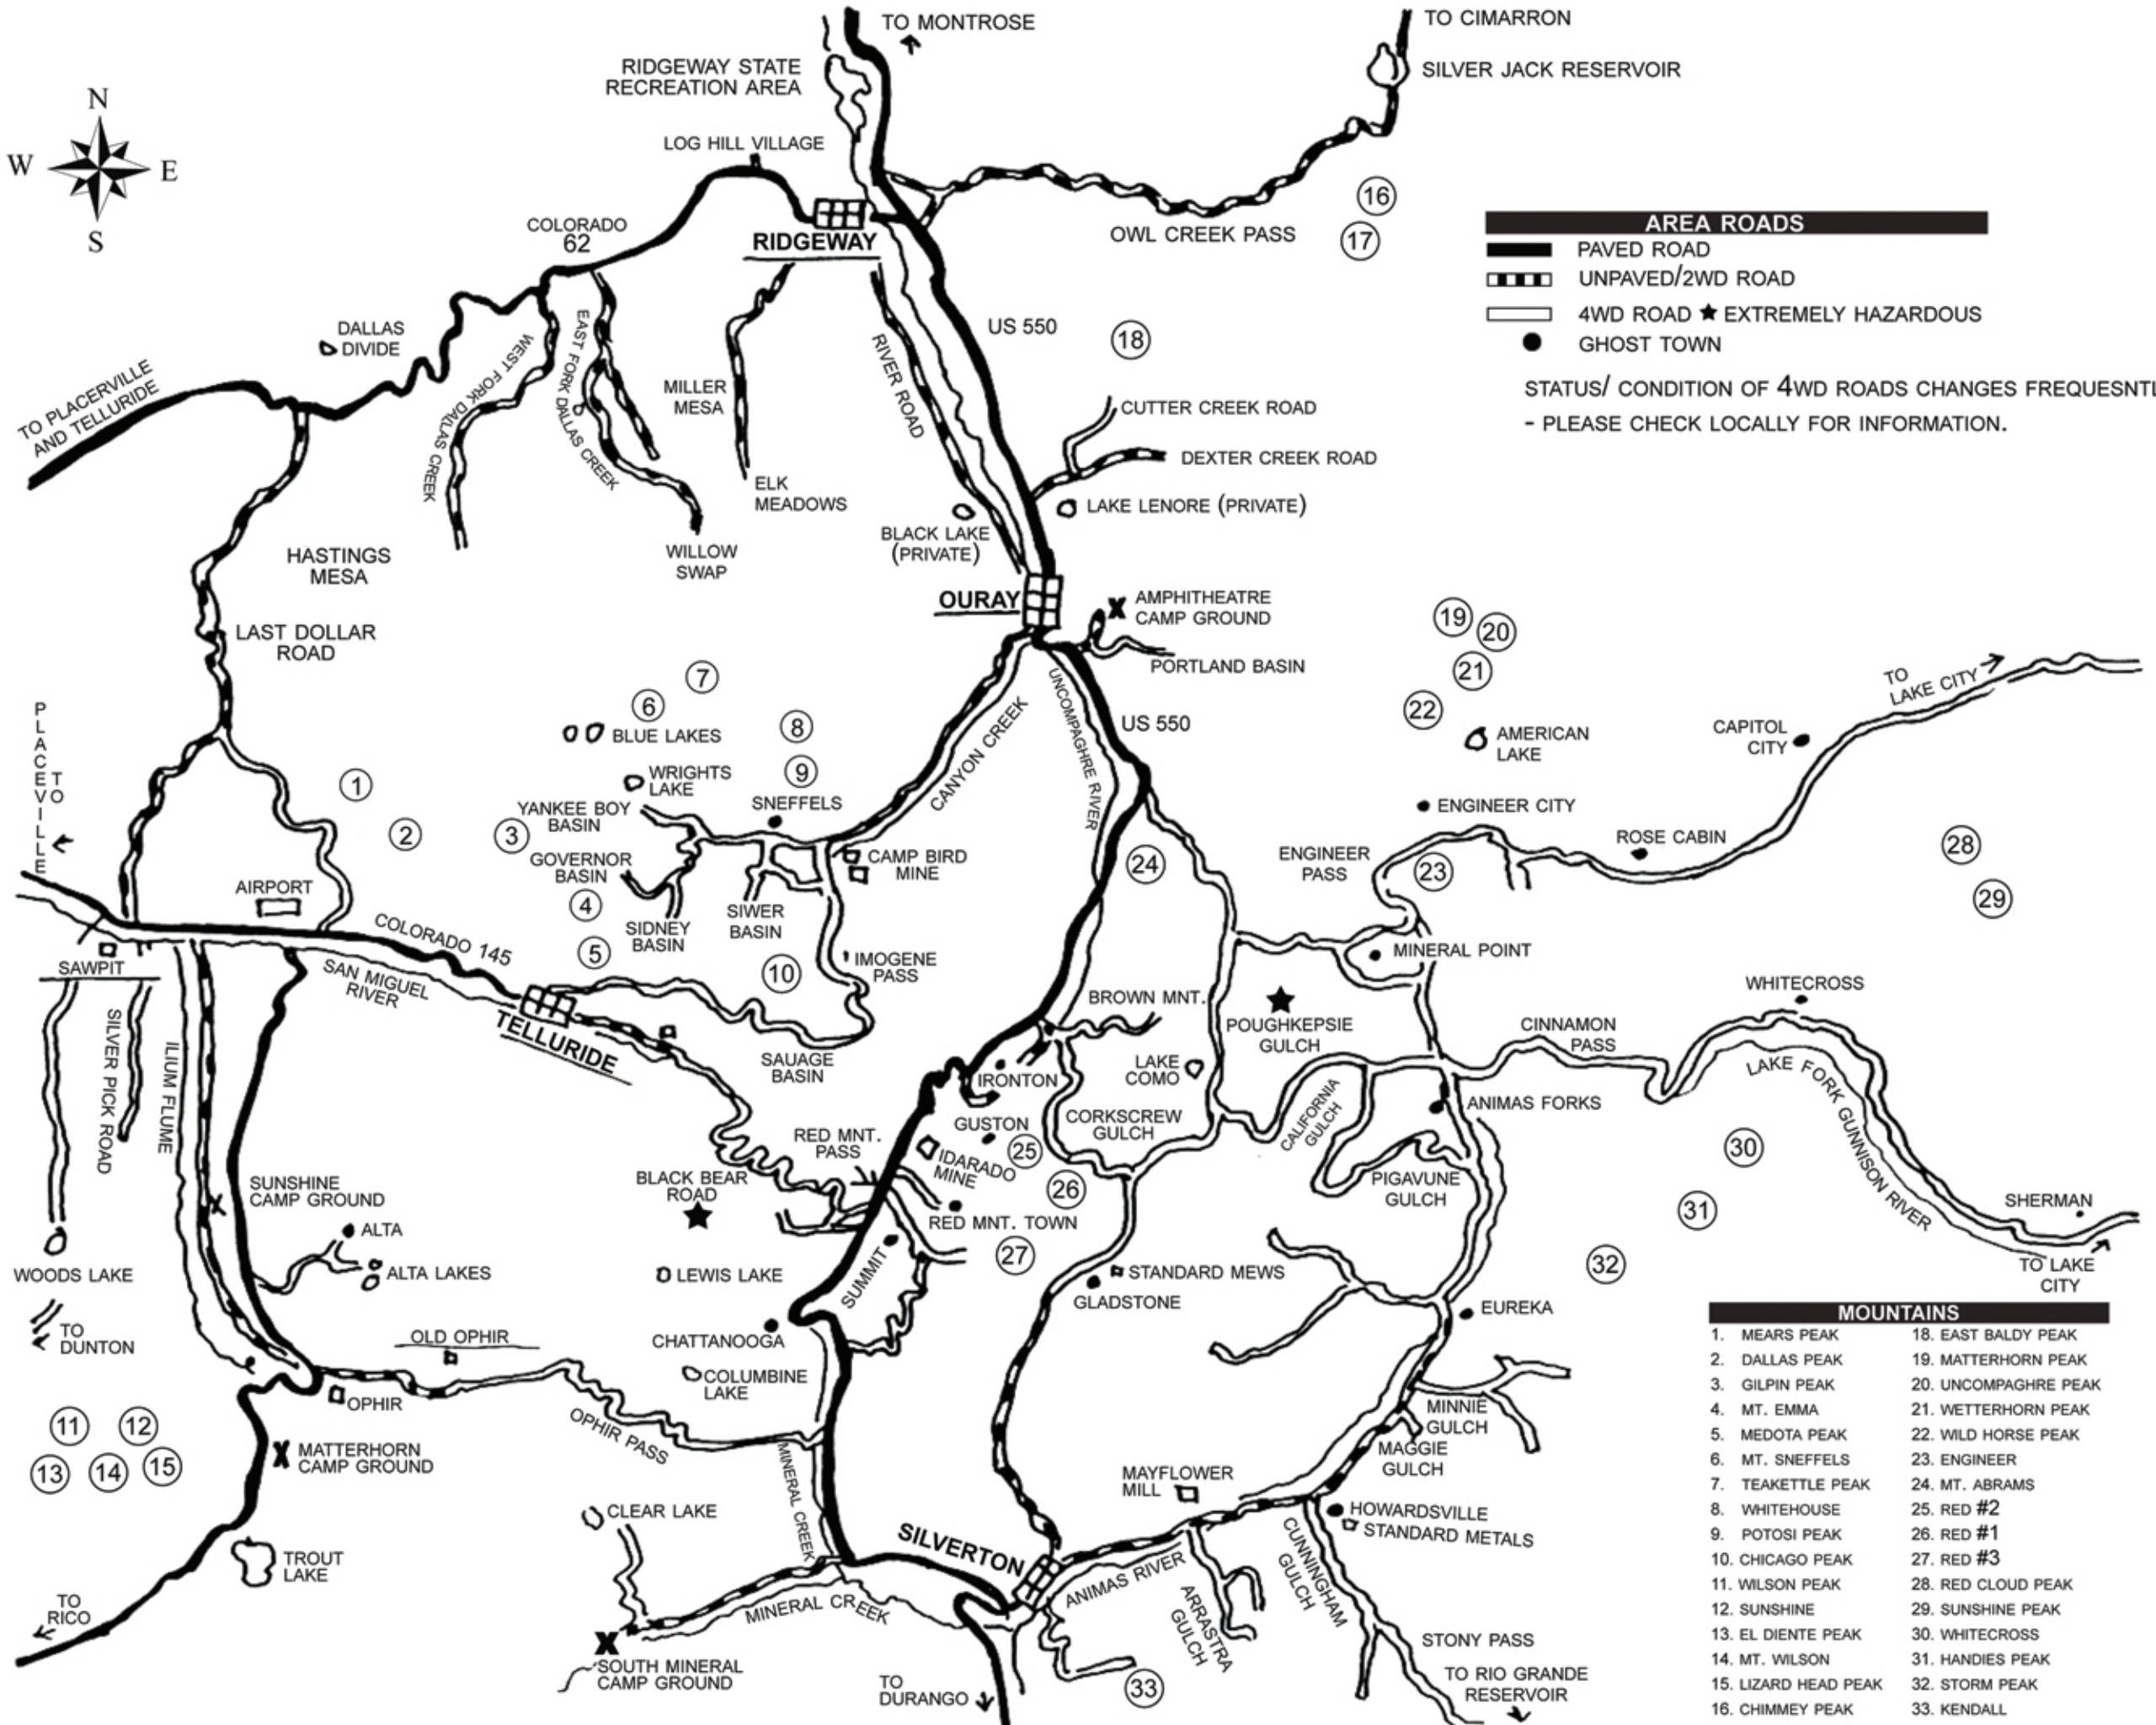 TO MONTROSE
TO CIMARRON
SILVER JACK RESERVOIR
RIDGEWAY STATE
RECREATION AREA
N
W
E
S
LOG HILL VILLAGE
COLORADO
62
RIDGEWAY
OWL CREEK PASS
16
17
AREA ROADS
PAVED ROAD
UNPAVED/2WD ROAD
4WD ROAD ★ EXTREMELY HAZARDOUS
GHOST TOWN
STATUS/ CONDITION OF 4WD ROADS CHANGES FREQUESNTL
- PLEASE CHECK LOCALLY FOR INFORMATION.
DALLAS
DIVIDE
TO PLACERVILLE
AND TELLURIDE
WEST FORK DALLAS CREEK
EAST FORK DALLAS CREEK
MILLER
MESA
RIVER ROAD
US 550
18
CUTTER CREEK ROAD
DEXTER CREEK ROAD
ELK
MEADOWS
LAKE LENORE (PRIVATE)
BLACK LAKE
(PRIVATE)
WILLOW
SWAP
HASTINGS
MESA
OURAY
AMPHITHEATRE
CAMP GROUND
PORTLAND BASIN
LAST DOLLAR
ROAD
19
20
21
22
AMERICAN
LAKE
TO
LAKE CITY
CAPITOL
CITY
TO
PLACEVILLE
7
6
BLUE LAKES
8
9
WRIGHTS
LAKE
SNEFFELS
YANKEE BOY
BASIN
CANYON CREEK
UNCOMPAGHRE RIVER
US 550
1
2
3
GOVERNOR
BASIN
CAMP BIRD
MINE
24
ENGINEER CITY
ENGINEER
PASS
23
ROSE CABIN
28
29
AIRPORT
4
SIDNEY
BASIN
SIWER
BASIN
5
10
IMOGENE
PASS
COLORADO 145
SAWPIT
SAN MIGUEL
RIVER
TELLURIDE
SAUAGE
BASIN
MINERAL POINT
BROWN MNT.
POUGHKEPSIE
GULCH
WHITECROSS
CINNAMON
PASS
LAKE FORK GUNNISON RIVER
SILVER PICK ROAD
ILIUM FLUME
IRONTON
LAKE
COMO
GUSTON
CORKSCREW
GULCH
CALIFORNIA
GULCH
ANIMAS FORKS
RED MNT.
PASS
IDARADO
MINE
25
26
BLACK BEAR
ROAD
PIGAVUNE
GULCH
30
31
SHERMAN
SUNSHINE
CAMP GROUND
ALTA
RED MNT. TOWN
27
SUMMIT
32
TO LAKE
CITY
WOODS LAKE
ALTA LAKES
LEWIS LAKE
STANDARD MEWS
GLADSTONE
EUREKA
TO
DUNTON
OLD OPHIR
CHATTANOOGA
COLUMBINE
LAKE
OPHIR
OPHIR PASS
MINNIE
GULCH
MAGGIE
GULCH
11
12
13
14
15
MATTERHORN
CAMP GROUND
MINERAL CREEK
MAYFLOWER
MILL
CLEAR LAKE
HOWARDSVILLE
STANDARD METALS
SILVERTON
TROUT
LAKE
ANIMAS RIVER
CUNNINGHAM
GULCH
ARRASTRA
GULCH
MINERAL CREEK
TO
RICO
SOUTH MINERAL
CAMP GROUND
TO
DURANGO
33
STONY PASS
TO RIO GRANDE
RESERVOIR
MOUNTAINS
1. MEARS PEAK
2. DALLAS PEAK
3. GILPIN PEAK
4. MT. EMMA
5. MEDOTA PEAK
6. MT. SNEFFELS
7. TEAKETTLE PEAK
8. WHITEHOUSE
9. POTOSI PEAK
10. CHICAGO PEAK
11. WILSON PEAK
12. SUNSHINE
13. EL DIENTE PEAK
14. MT. WILSON
15. LIZARD HEAD PEAK
16. CHIMMEY PEAK
18. EAST BALDY PEAK
19. MATTERHORN PEAK
20. UNCOMPAGHRE PEAK
21. WETTERHORN PEAK
22. WILD HORSE PEAK
23. ENGINEER
24. MT. ABRAMS
25. RED #2
26. RED #1
27. RED #3
28. RED CLOUD PEAK
29. SUNSHINE PEAK
30. WHITECROSS
31. HANDIES PEAK
32. STORM PEAK
33. KENDALL